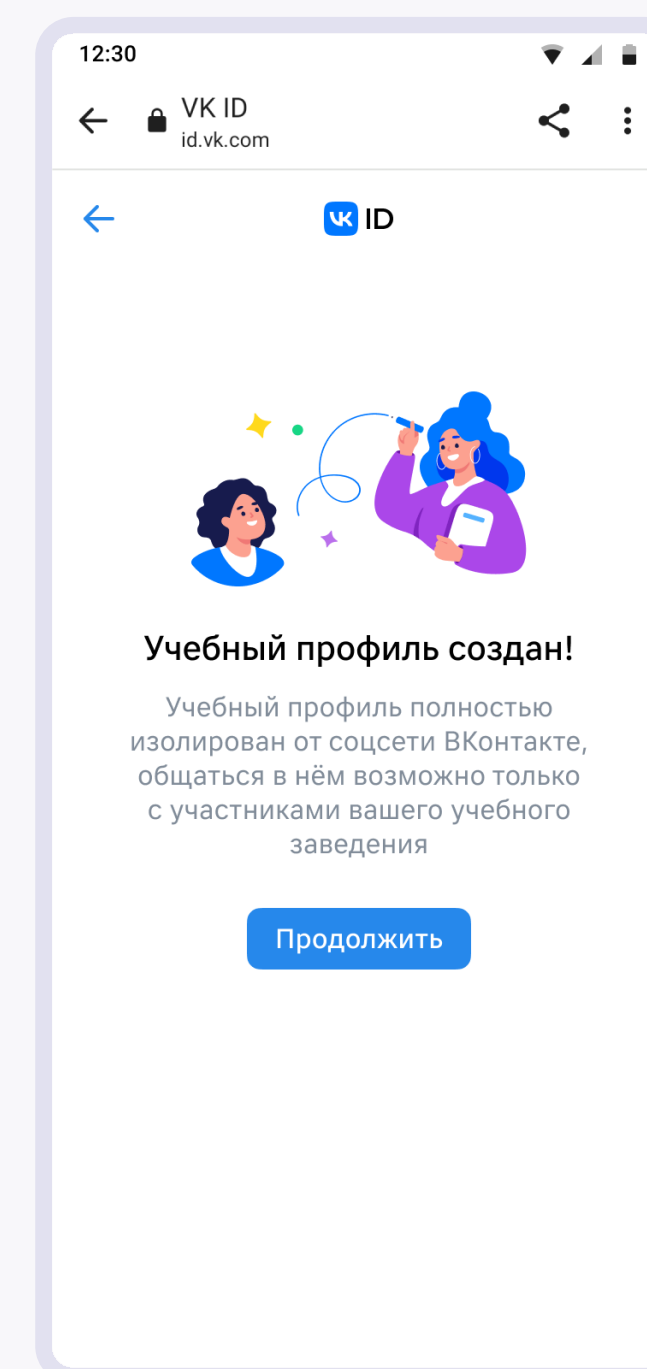 12:30
VK ID
id.vk.com
VK ID
Учебный профиль создан!
Учебный профиль полностью
изолирован от соцсети ВКонтакте,
общаться в нём возможно только
с участниками вашего учебного
заведения
Продолжить